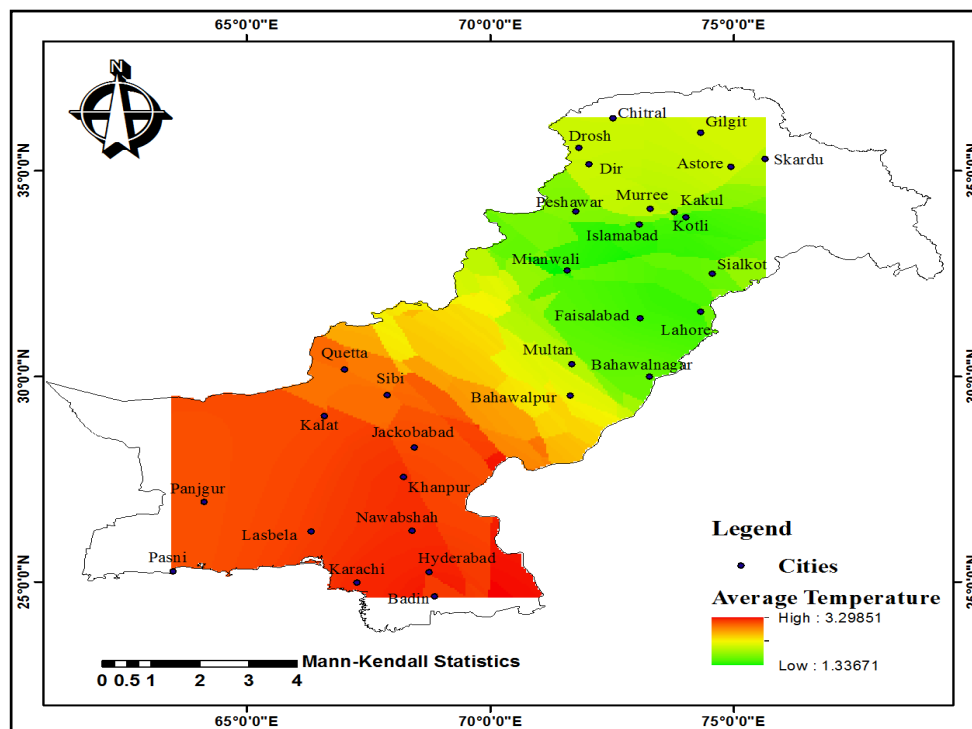 65°0'0"E 70°0'0"E 75°0'0"E
N
Chitral
Gilgit
Drosh
Dir
Astore
Skardu
35°0'0"N
Peshawar
Murree
Kakul
Kotli
Islamabad
Mianwali
Sialkot
Faisalabad
Lahore
Quetta
Multan
Bahawalnagar
30°0'0"N
Sibi
Bahawalpur
Kalat
Jackobabad
Khanpur
Panjgur
Nawabshah
Lasbela
Pasni
Karachi
Hyderabad
25°0'0"N
Badin
Legend
Cities
Average Temperature
High : 3.29851
Low : 1.33671
Mann-Kendall Statistics
0 0.5 1 2 3 4
65°0'0"E 70°0'0"E 75°0'0"E